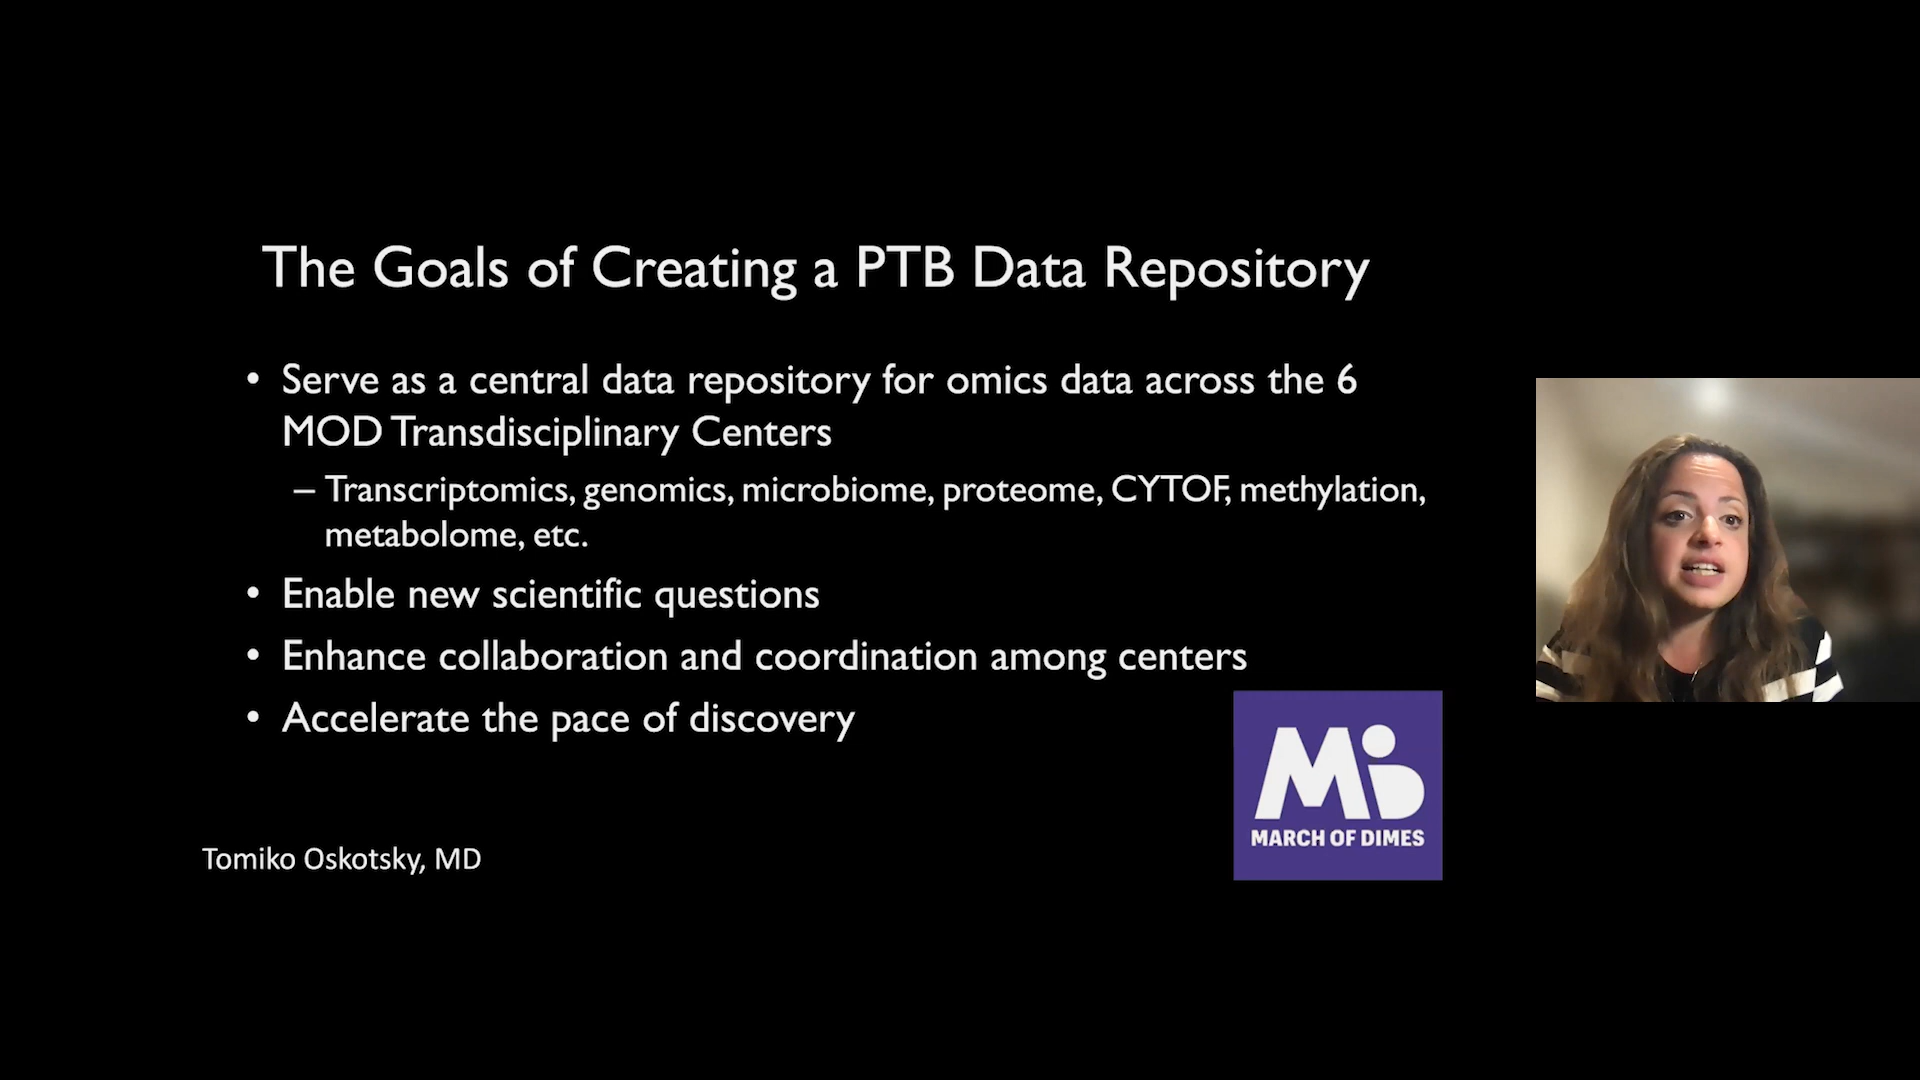 The Goals of Creating a PTB Data Repository
• Serve as a central data repository for omics data across the 6
MOD Transdisciplinary Centers
– Transcriptomics, genomics, microbiome, proteome, CYTOF, methylation,
metabolome, etc.
• Enable new scientific questions
• Enhance collaboration and coordination among centers
• Accelerate the pace of discovery
MD
MARCH OF DIMES
Tomiko Oskotsky, MD